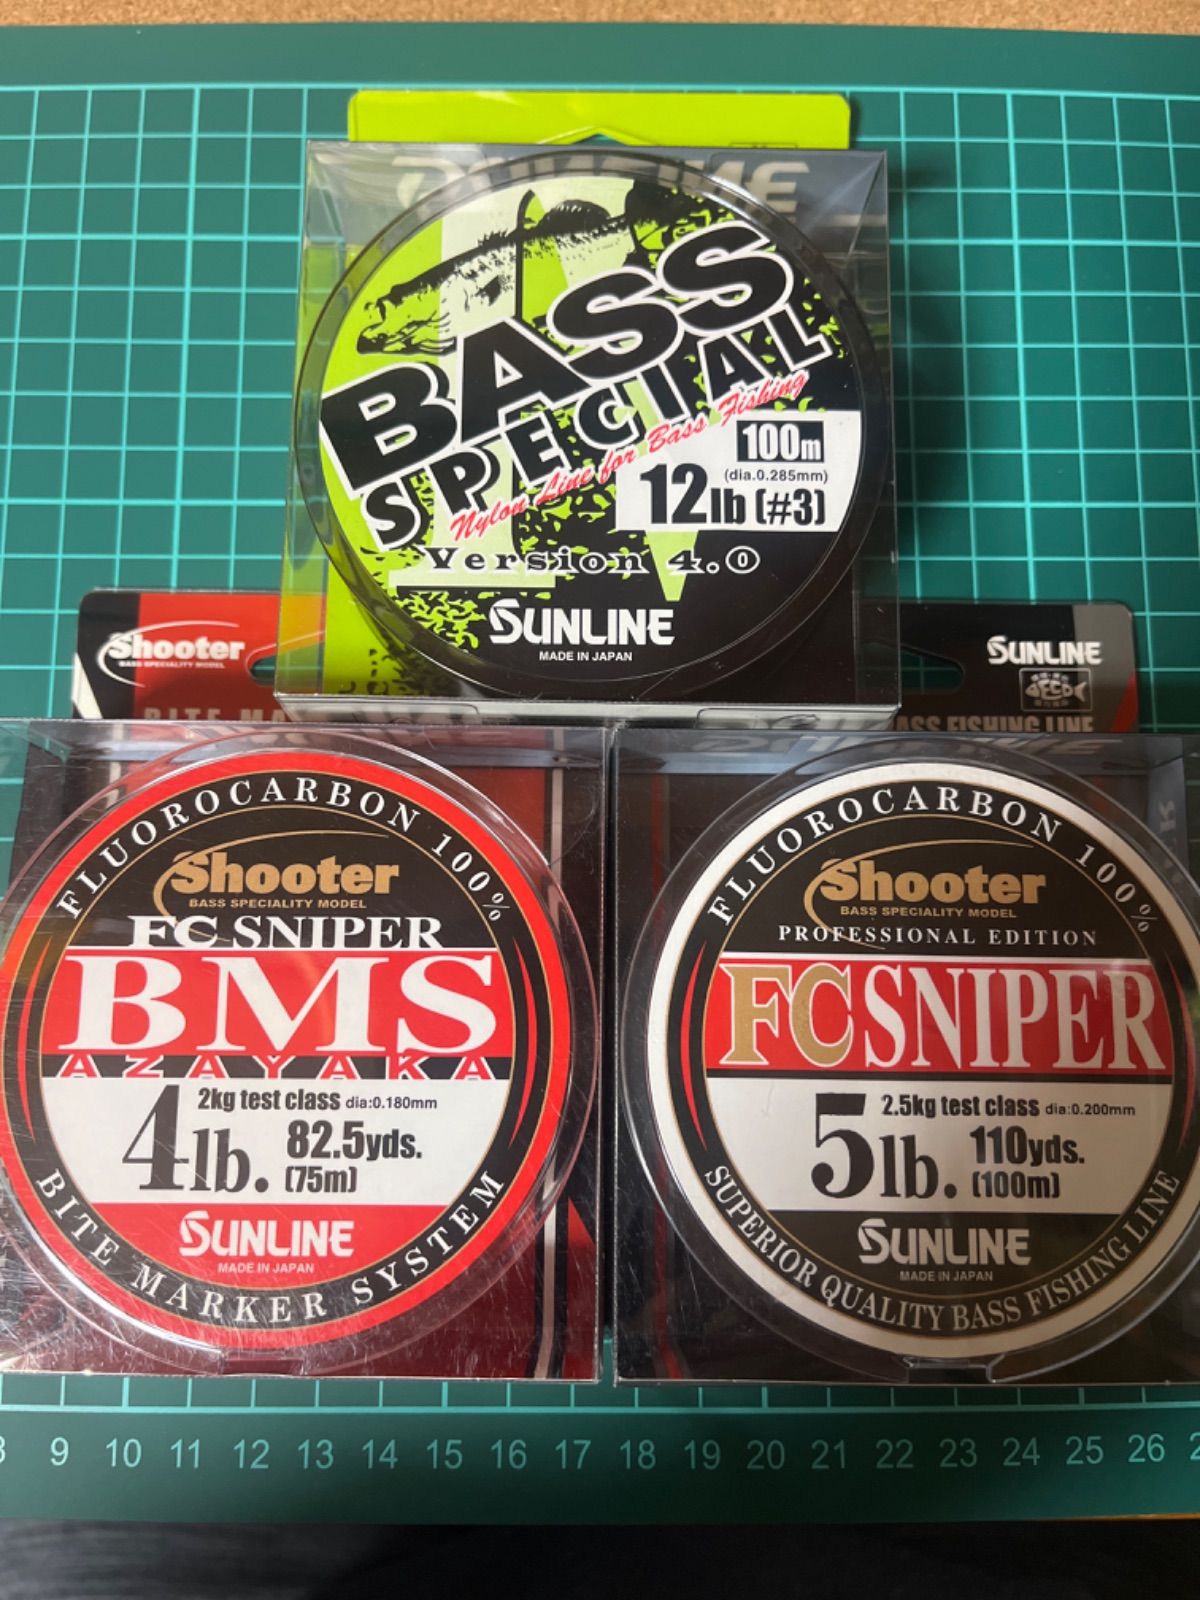 SUNLINE
BASS
SPECIAL
Nylon Line for Bass Fishing
100m
(dia.0.285mm)
12lb (#3)
Version 4.0
SUNLINE
MADE IN JAPAN
Shooter
BASS SPECIALITY MODEL
SUNLINE
BASS FISHING LINE
FLUOROCARBON 100%
Shooter
BASS SPECIALITY MODEL
FC SNIPER
BMS
AZAYAKA
2kg test class dia:0.180mm
4lb. 82.5yds.
(75m)
SUNLINE
MADE IN JAPAN
BITE MARKER SYSTEM
FLUOROCARBON 100%
Shooter
BASS SPECIALITY MODEL
PROFESSIONAL EDITION
FC SNIPER
2.5kg test class dia:0.200mm
5lb. 110yds.
(100m)
SUNLINE
MADE IN JAPAN
SUPERIOR QUALITY BASS FISHING LINE
9 10 11 12 13 14 15 16 17 18 19 20 21 22 23 24 25 26